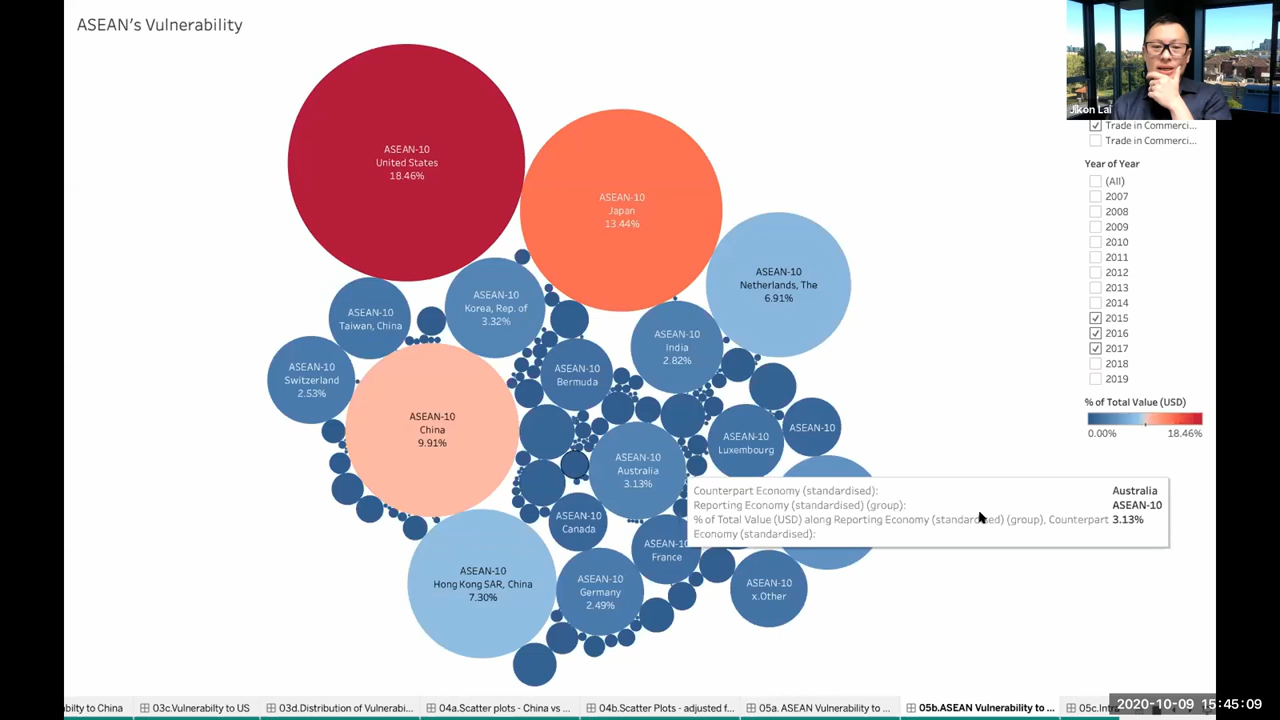 ASEAN's Vulnerability
Jikon Lai
Trade in Commerci...
Trade in Commerci...
Year of Year
(All)
2007
2008
2009
2010
2011
2012
2013
2014
2015
2016
2017
2018
2019
% of Total Value (USD)
0.00%
18.46%
ASEAN-10
United States
18.46%
ASEAN-10
Japan
13.44%
ASEAN-10
Netherlands, The
6.91%
ASEAN-10
Korea, Rep. of
3.32%
ASEAN-10
Taiwan, China
ASEAN-10
India
2.82%
ASEAN-10
Switzerland
2.53%
ASEAN-10
Bermuda
ASEAN-10
China
9.91%
ASEAN-10
ASEAN-10
Luxembourg
ASEAN-10
Australia
3.13%
Counterpart Economy (standardised):
Australia
Reporting Economy (standardised) (group):
ASEAN-10
% of Total Value (USD) along Reporting Economy (standardised) (group), Counterpart
3.13%
Economy (standardised):
ASEAN-10
Canada
ASEAN-10
France
ASEAN-10
Hong Kong SAR, China
7.30%
ASEAN-10
Germany
2.49%
ASEAN-10
x.Other
bilty to China
03c.Vulnerabilty to US
03d.Distribution of Vulnerabi...
04a.Scatter plots - China vs ...
04b.Scatter Plots - adjusted f...
05a. ASEAN Vulnerability to ...
05b.ASEAN Vulnerability to ...
05c.Intr
2020-10-09 15:45:09